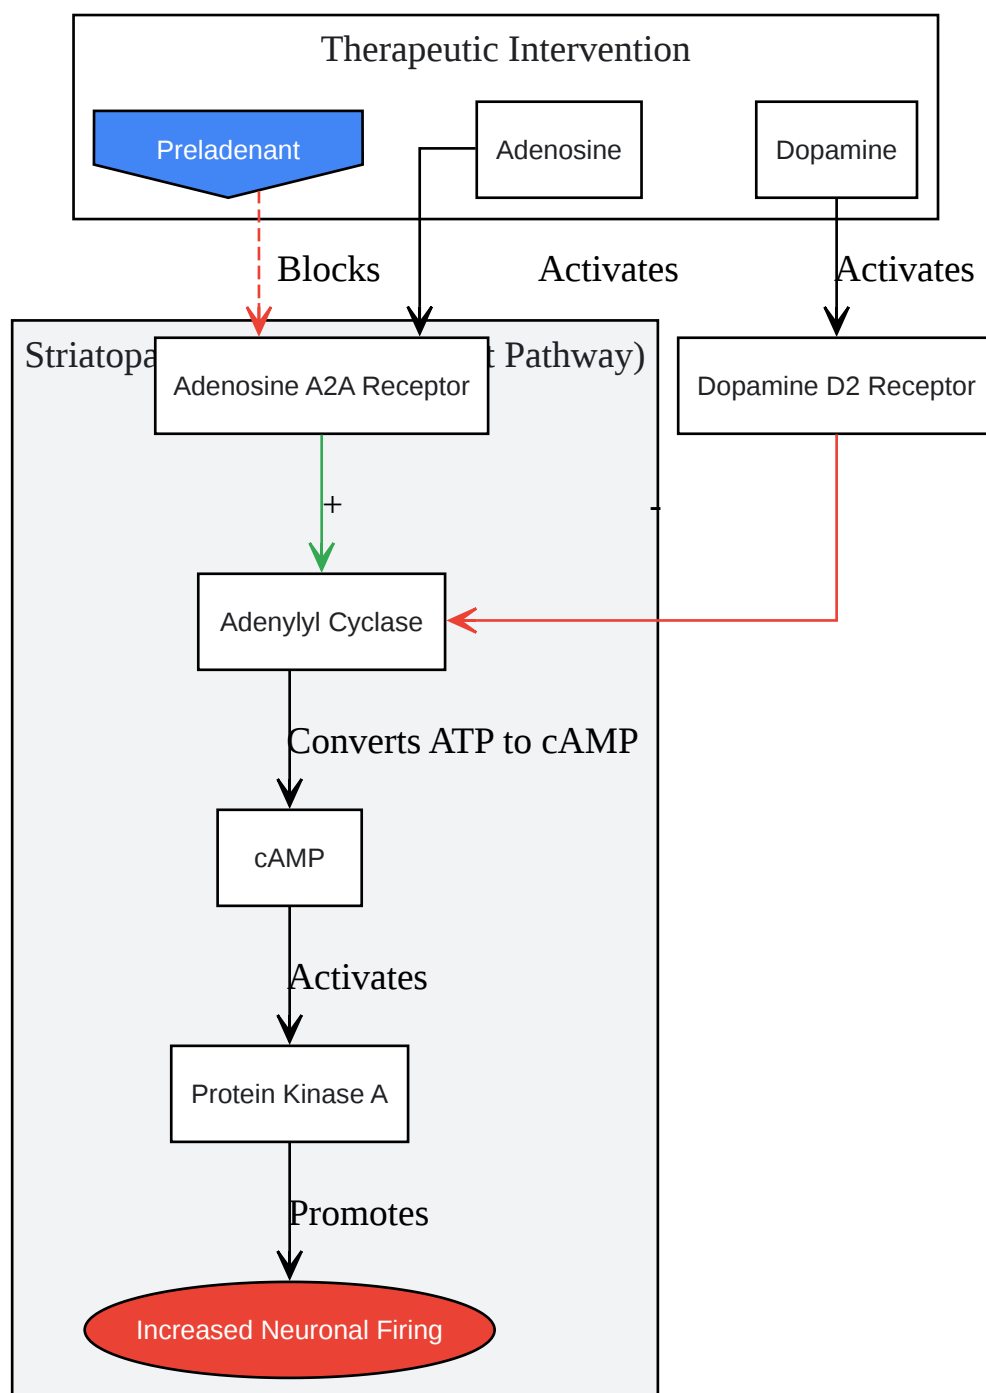 Therapeutic Intervention
Preladenant
Adenosine
Dopamine
Blocks
Activates
Activates
Pathway)
Adenosine A2A Receptor
Dopamine D2 Receptor
+
-
Adenylyl Cyclase
Converts ATP to cAMP
cAMP
Activates
Protein Kinase A
Promotes
Increased Neuronal Firing